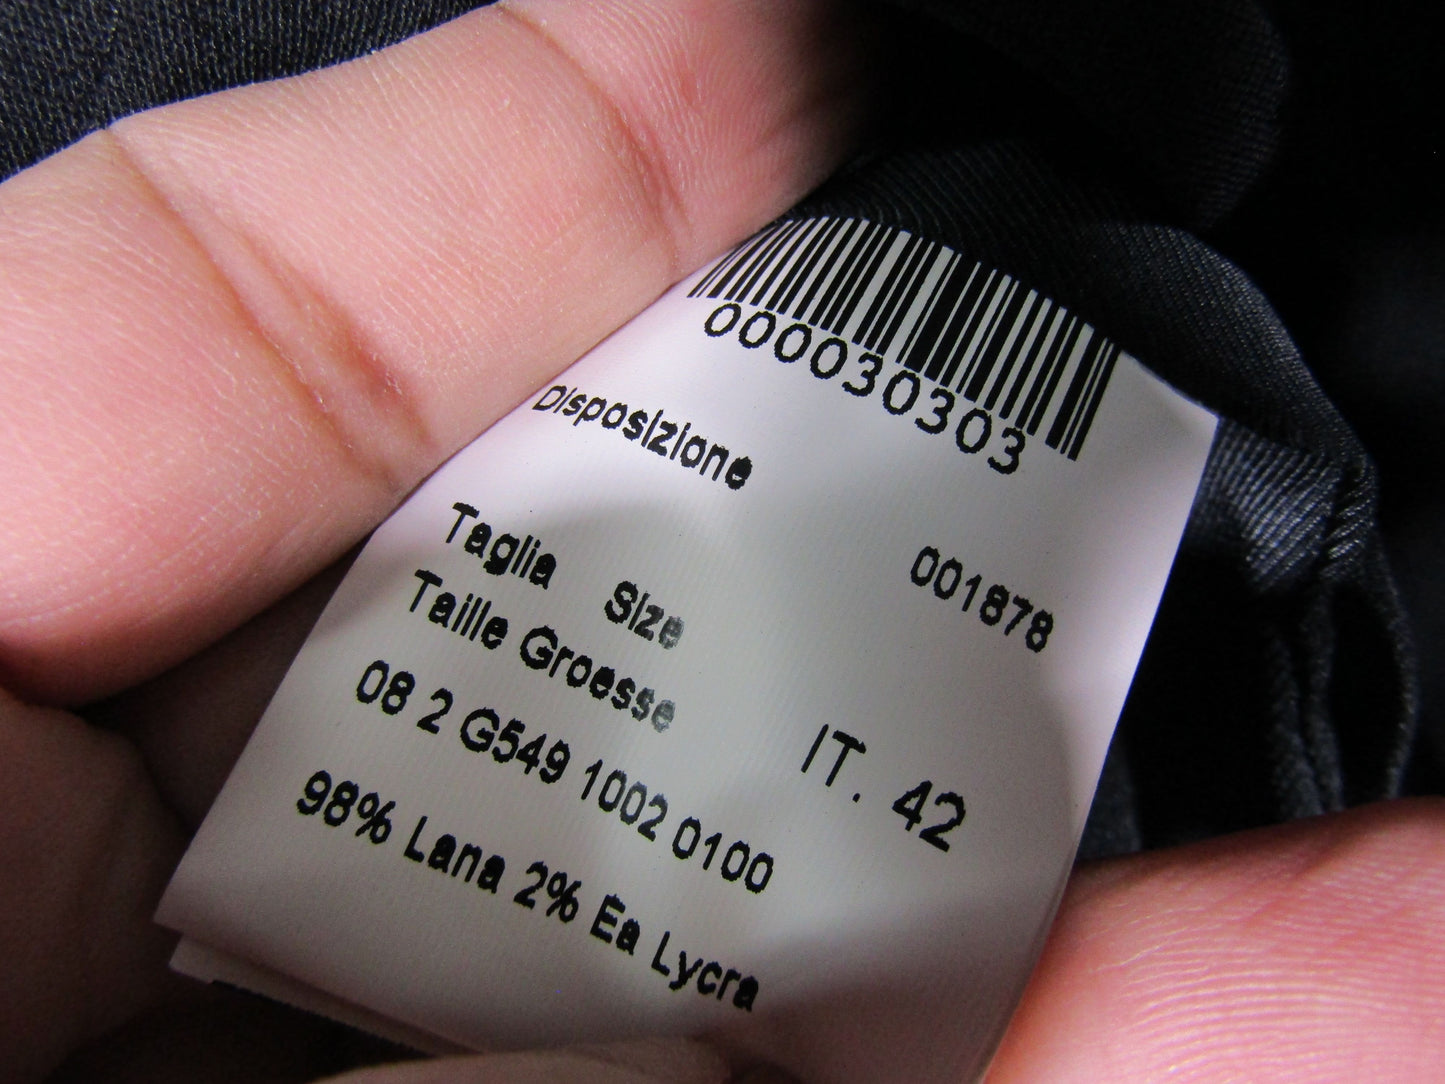 000030303
Disposizione 001878
Taglia Size
Taille Groesse IT. 42
08 2 G549 1002 0100
98% Lana 2% Ea Lycra